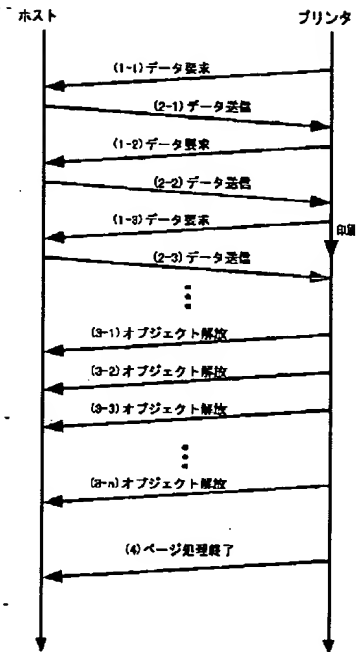 ホスト
プリンタ
(1-1)データ要求
(2-1)データ送信
(1-2)データ要求
(2-2)データ送信
(1-3)データ要求
印刷
(2-3)データ送信
(3-1)オブジェクト解放
(3-2)オブジェクト解放
(3-3)オブジェクト解放
(3-n)オブジェクト解放
(4)ページ処理終了